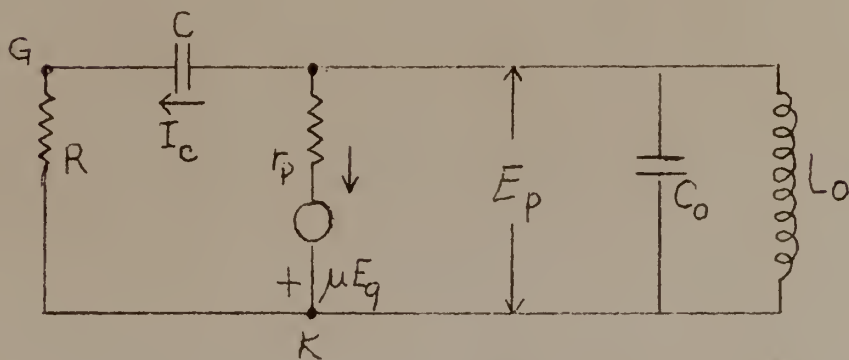 C
G
I_c
R
r_p
E_p
C_o
L_o
+ μE_g
K